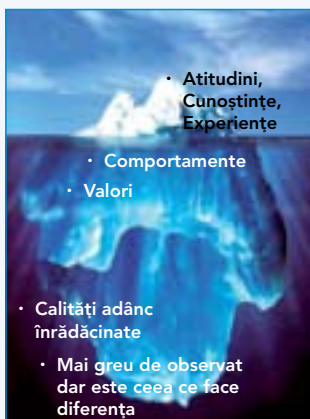 · Atitudini,
Cunoștințe,
Experiențe
· Comportamente
· Valori
· Calități adânc
înrădăcinate
· Mai greu de observat
dar este ceea ce face
diferența